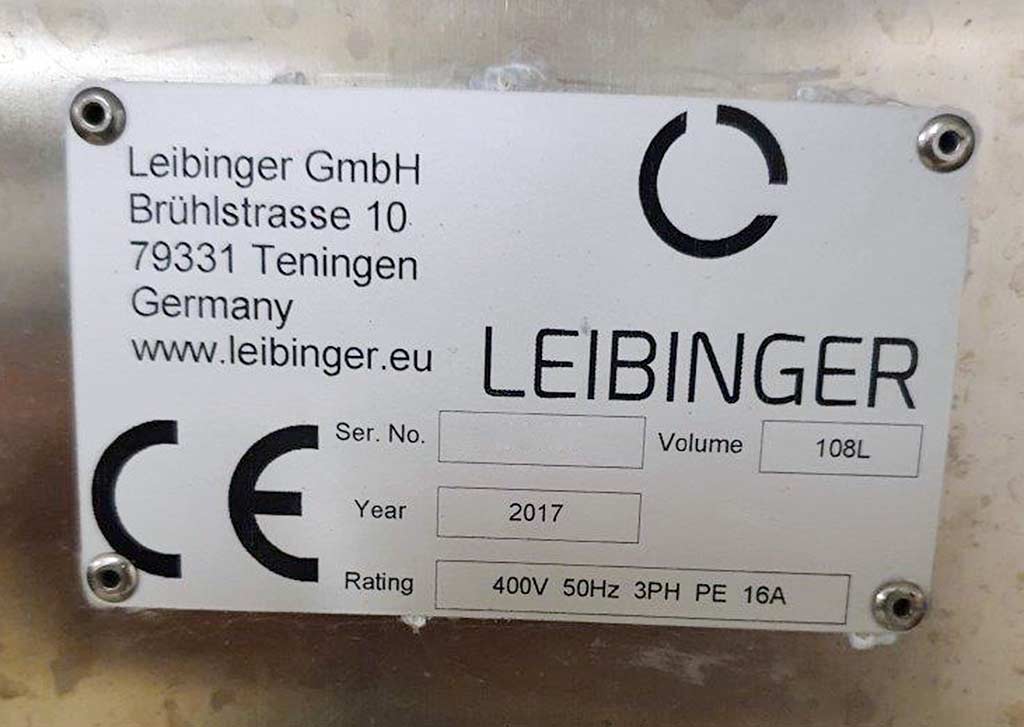 Leibinger GmbH
Brühlstrasse 10
79331 Teningen
Germany
www.leibinger.eu
LEIBINGER
CE
Ser. No.
Volume 108L
Year 2017
Rating 400V 50Hz 3PH PE 16A